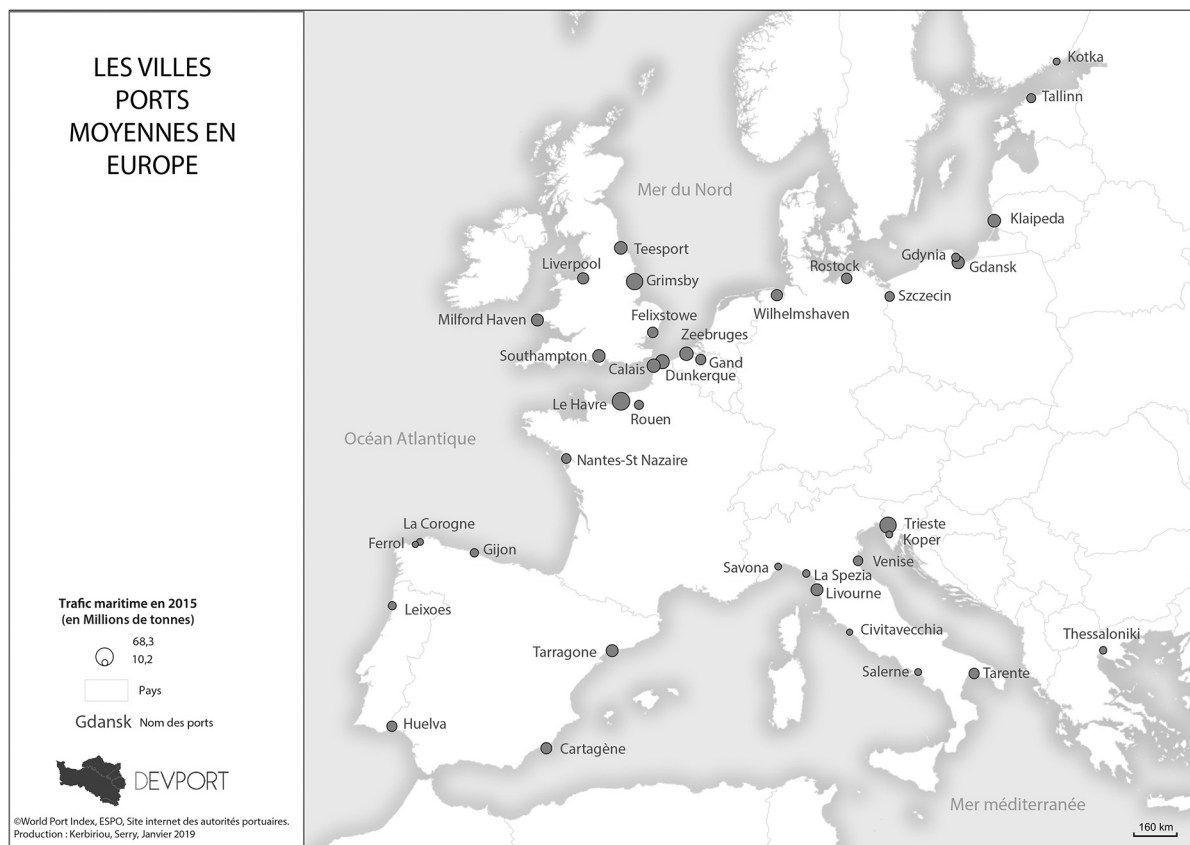 LES VILLES
PORTS
MOYENNES EN
EUROPE
Kotka
Tallinn
Mer du Nord
Klaipeda
Teesport
Gdynia
Gdansk
Liverpool
Rostock
Grimsby
Szczecin
Wilhelmshaven
Felixstowe
Milford Haven
Zeebruges
Southampton
Gand
Calais
Dunkerque
Le Havre
Rouen
Océan Atlantique
Nantes-St Nazaire
La Corogne
Trieste
Ferrol
Koper
Gijon
Venise
Savona
La Spezia
Livourne
Leixoes
Civitavecchia
Thessaloniki
Tarragone
Salerne
Tarente
Huelva
Cartagène
Mer méditerranée
160 km
Trafic maritime en 2015
(en Millions de tonnes)
68,3
10,2
Pays
Gdansk Nom des ports
DEVPORT
©World Port Index, ESPO, Site internet des autorités portuaires.
Production : Kerbiriou, Serry, Janvier 2019